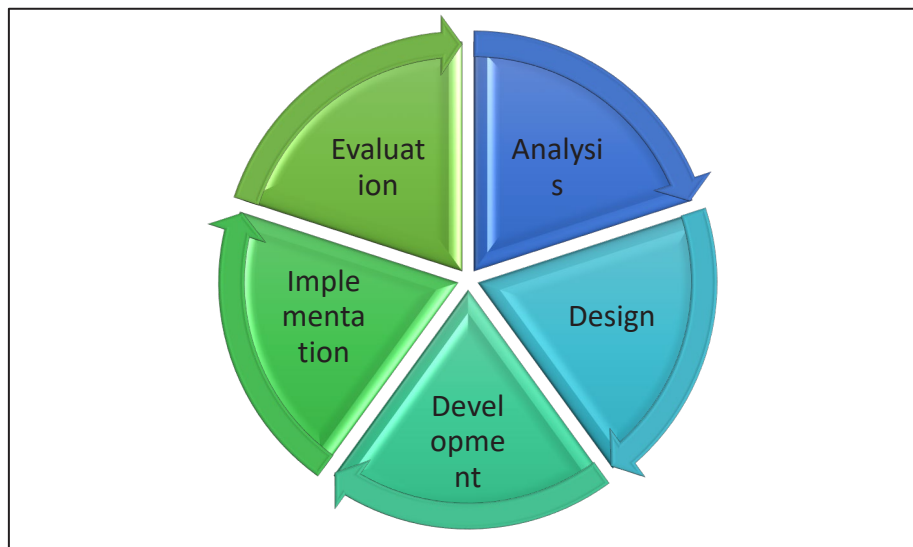 Analysi
s
Design
Devel
opme
nt
Imple
menta
tion
Evaluat
ion